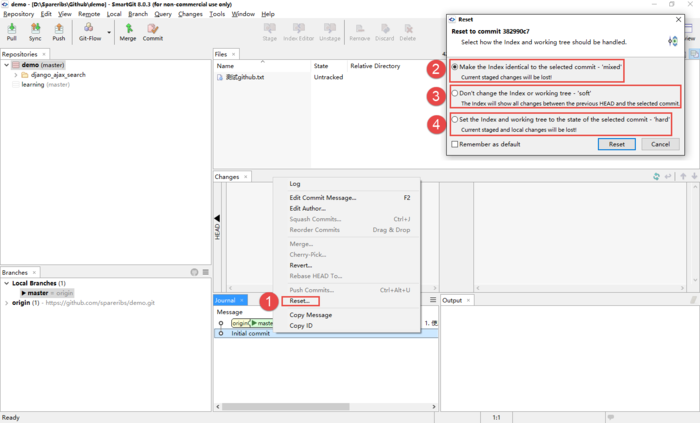 demo - D:\Spareribs\Github\demo] - SmartGit 8.0.3 (for non-commercial use only)
Repository Edit View Remote Local Branch Query Changes Tools Window Help
Pull Sync Push Git-Flow Merge Commit Stage Index Editor Unstage Remove Discard Delete
Repositories ×
demo (master)
django_ajax_search
learning (master)
Files ×
Name State Relative Directory
测试github.txt Untracked
Reset
Reset to commit 382990c7
Select how the Index and working tree should be handled.
2
Make the Index identical to the selected commit - 'mixed'
Current staged changes will be lost!
3
Don't change the Index or working tree - 'soft'
The Index will show all changes between the previous HEAD and the selected commit.
4
Set the Index and working tree to the state of the selected commit - 'hard'
Current staged and local changes will be lost!
Remember as default
Reset Cancel
Changes ×
HEAD
Log
Edit Commit Message... F2
Edit Author...
Squash Commits... Ctrl+J
Reorder Commits Drag & Drop
Merge...
Cherry-Pick...
Revert...
Rebase HEAD To...
Push Commits... Ctrl+Alt+U
1
Reset...
Copy Message
Copy ID
Branches ×
Local Branches (1)
master = origin
origin (1) - https://github.com/spareribs/demo.git
Journal ×
Message
origin
Initial commit
Output ×
Ready
1:1